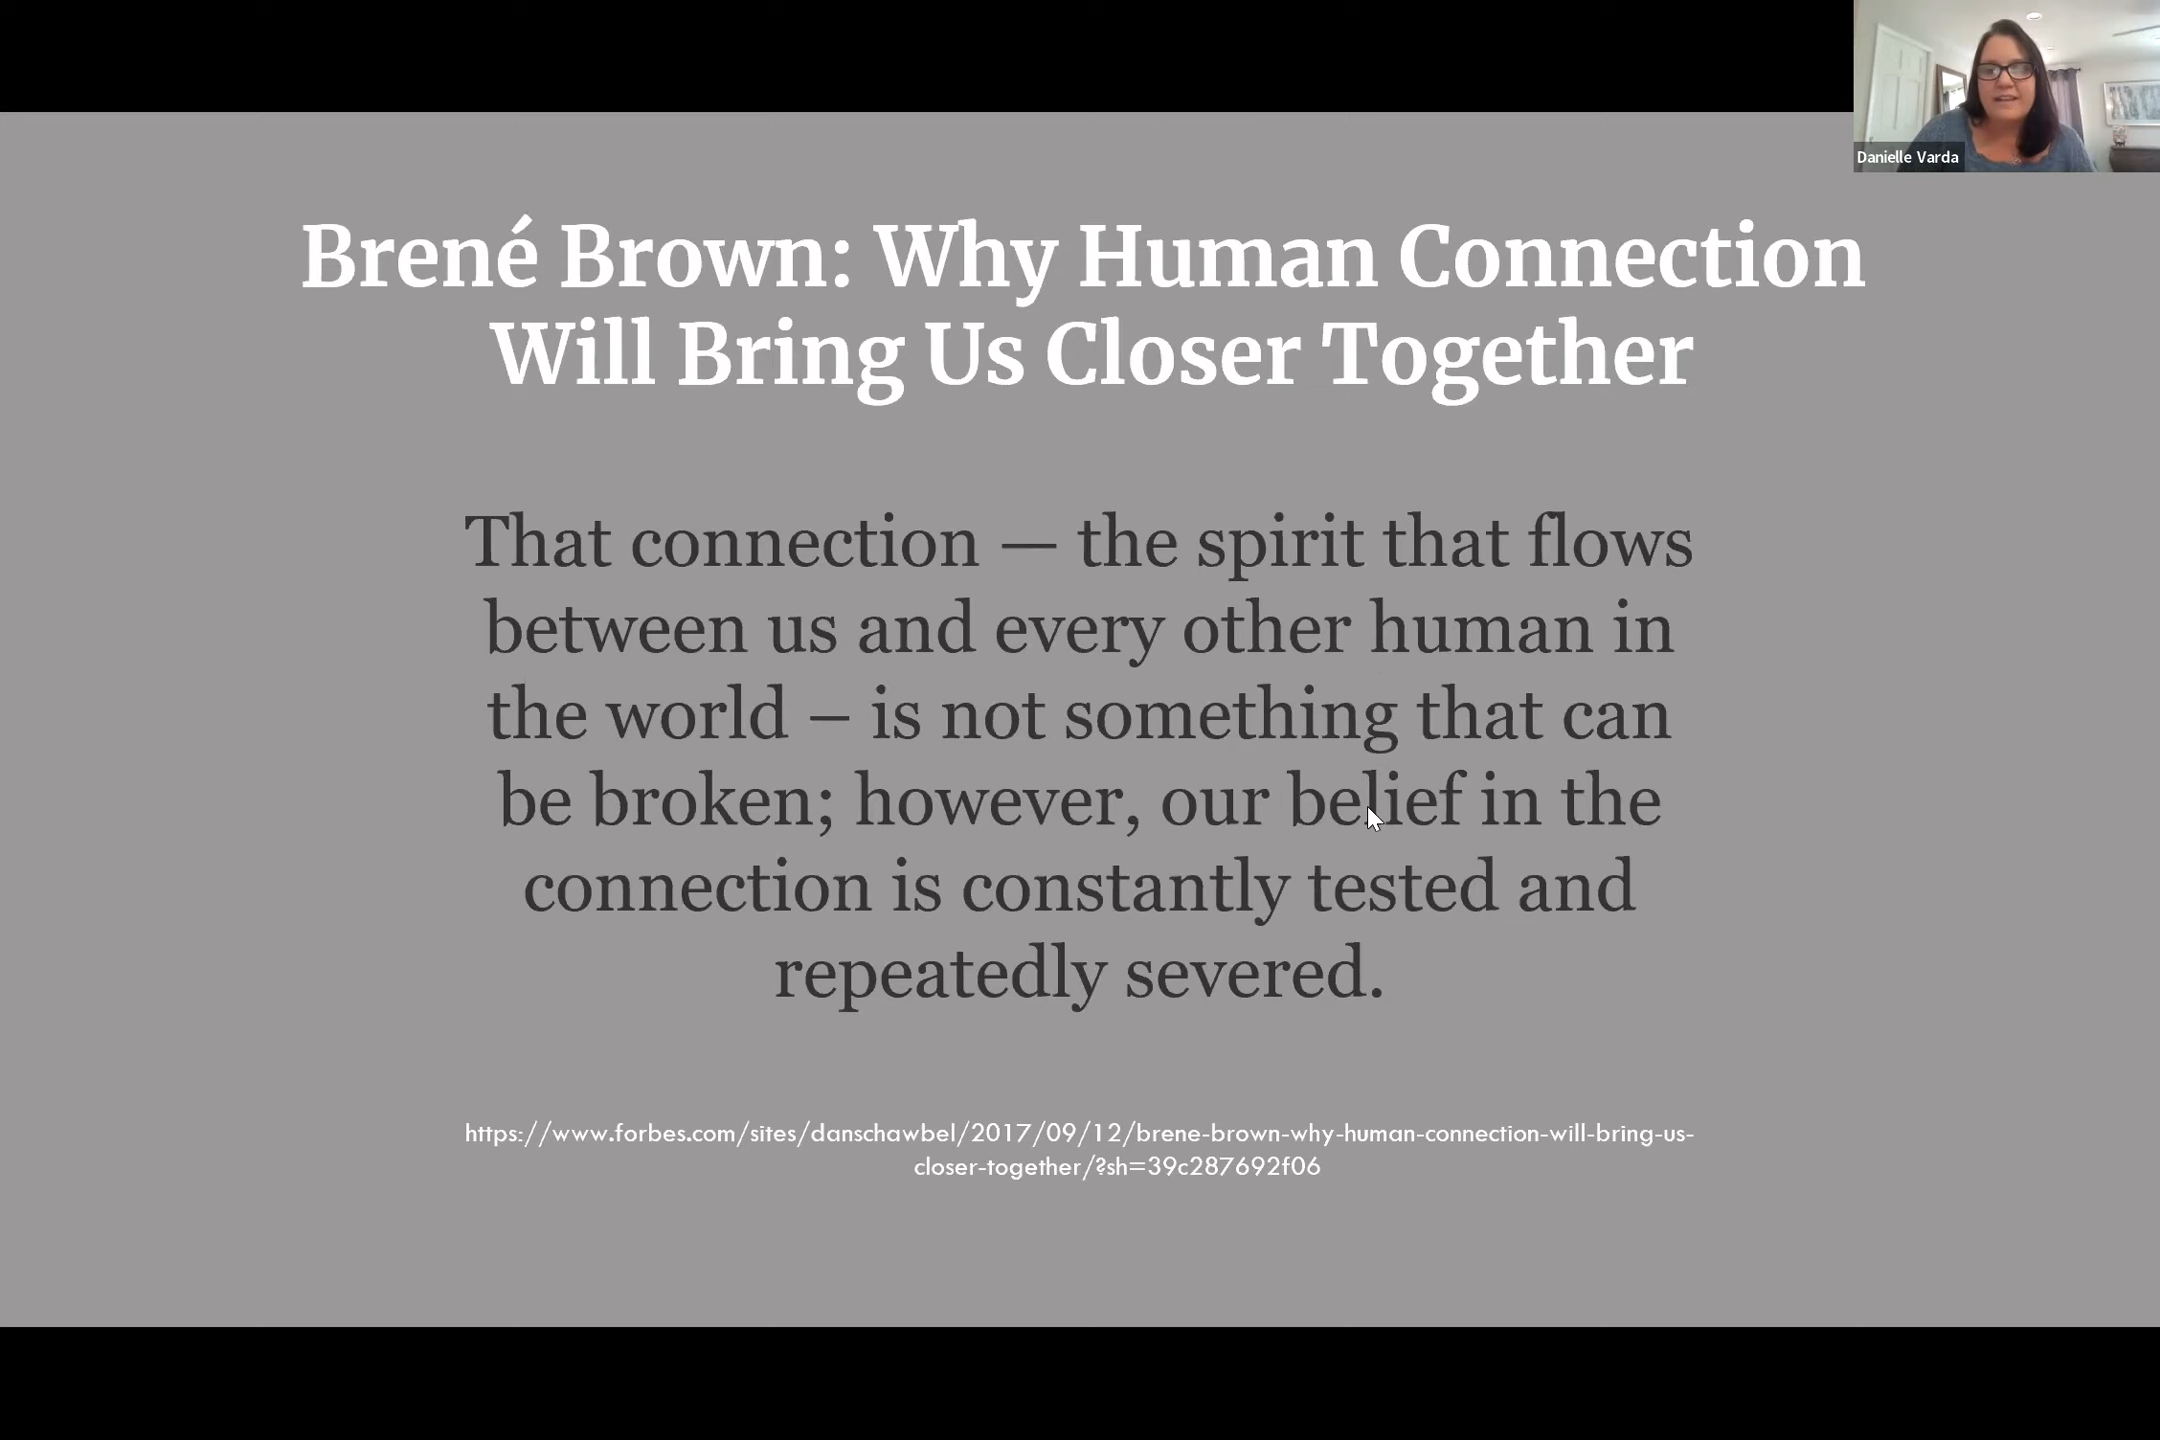 Danielle Varda
Brené Brown: Why Human Connection
Will Bring Us Closer Together
That connection — the spirit that flows
between us and every other human in
the world – is not something that can
be broken; however, our belief in the
connection is constantly tested and
repeatedly severed.
https://www.forbes.com/sites/danschawbel/2017/09/12/brene-brown-why-human-connection-will-bring-us-
closer-together/?sh=39c287692f06